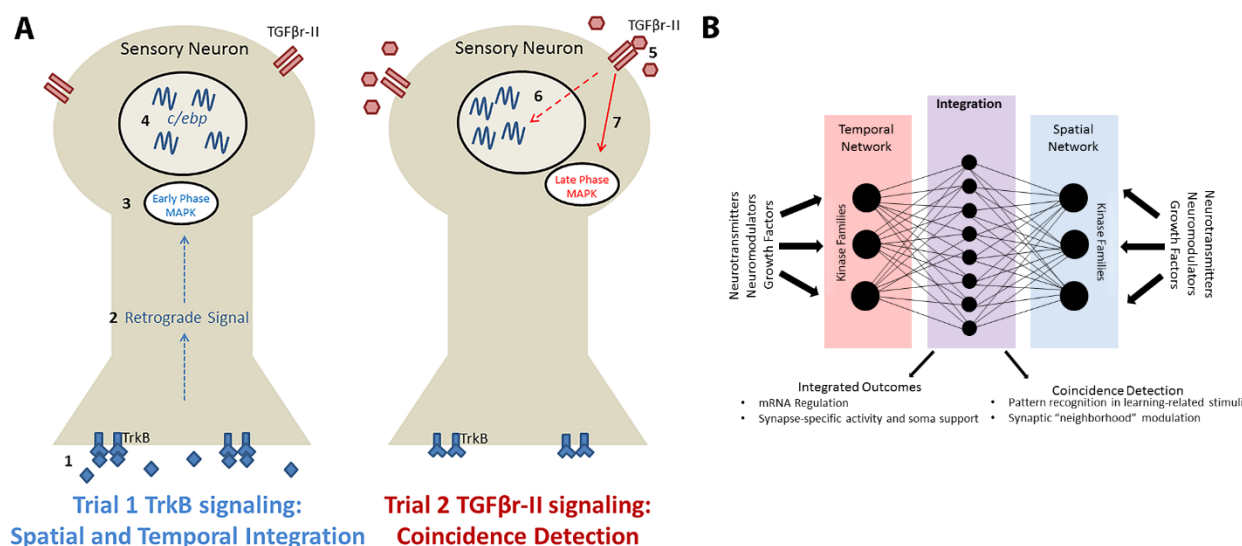 A
TGFβr-II
Sensory Neuron
4
c/ebp
3
Early Phase
MAPK
2 Retrograde Signal
TrkB
1
Trial 1 TrkB signaling:
Spatial and Temporal Integration
TGFβr-II
5
Sensory Neuron
6
7
Late Phase
MAPK
TrkB
Trial 2 TGFβr-II signaling:
Coincidence Detection
B
Integration
Temporal
Network
Spatial
Network
Neurotransmitters
Neuromodulators
Growth Factors
Kinase Families
Kinase Families
Neurotransmitters
Neuromodulators
Growth Factors
Integrated Outcomes
• mRNA Regulation
• Synapse-specific activity and soma support
Coincidence Detection
• Pattern recognition in learning-related stimuli
• Synaptic “neighborhood” modulation